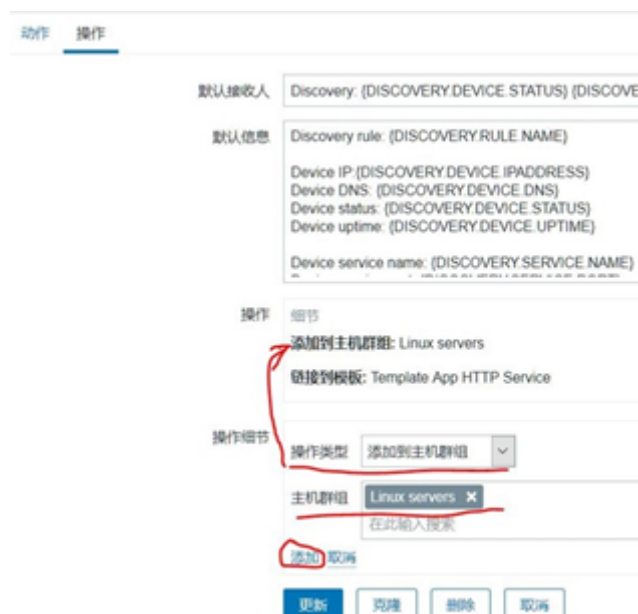 动作 操作
默认接收人 Discovery: {DISCOVERY.DEVICE.STATUS} {DISCOVE
默认信息 Discovery rule: {DISCOVERY.RULE.NAME}
Device IP:{DISCOVERY.DEVICE.IPADDRESS}
Device DNS: {DISCOVERY.DEVICE.DNS}
Device status: {DISCOVERY.DEVICE.STATUS}
Device uptime: {DISCOVERY.DEVICE.UPTIME}
Device service name: {DISCOVERY.SERVICE.NAME}
操作 细节
添加到主机群组: Linux servers
链接到模板: Template App HTTP Service
操作细节
操作类型 添加到主机群组
主机群组 Linux servers
在此输入搜索
添加 取消
更新 克隆 删除 取消